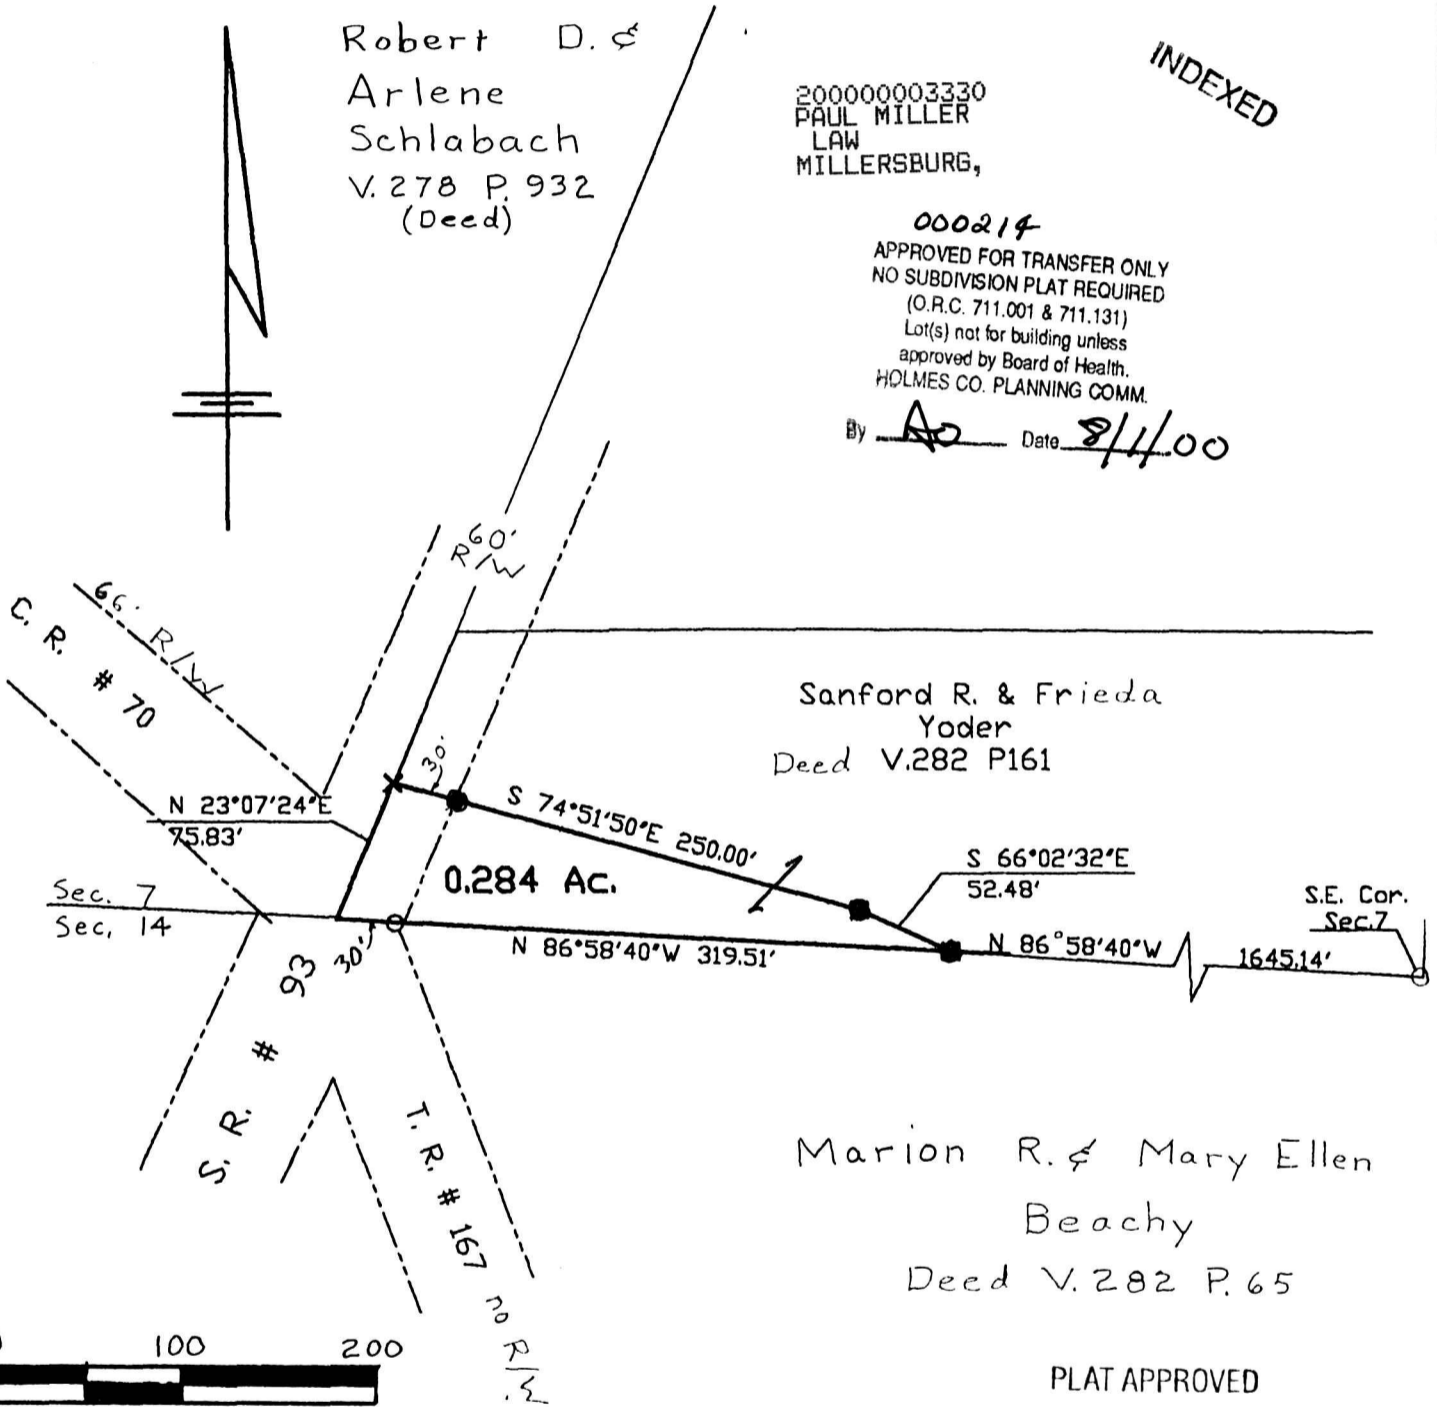 Robert D. &
Arlene
Schlabach
V. 278 P. 932
(Deed)
200000003330
PAUL MILLER
LAW
MILLERSBURG,
INDEXED
000214
APPROVED FOR TRANSFER ONLY
NO SUBDIVISION PLAT REQUIRED
(O.R.C. 711.001 & 711.131)
Lot(s) not for building unless
approved by Board of Health.
HOLMES CO. PLANNING COMM.
By AO Date 8/1/00
60'
R/W
66' R/W
C. R. # 70
Sanford R. & Frieda
Yoder
Deed V.282 P161
30'
N 23°07'24"E
75.83'
S 74°51'50"E 250.00'
0.284 Ac.
S 66°02'32"E
52.48'
S.E. Cor.
Sec.7
Sec. 7
Sec. 14
30'
N 86°58'40"W 319.51'
N 86°58'40"W
1645.14'
S. R. # 93
T. R. # 167 no R/W
Marion R. & Mary Ellen
Beachy
Deed V. 282 P. 65
100 200
PLAT APPROVED